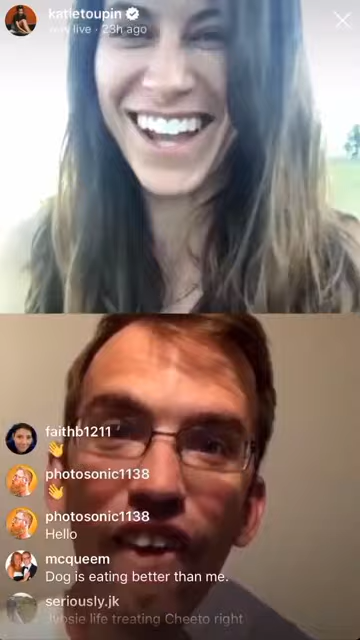 katietoupin
now live · 23h ago
faithb1211
👋
photosonic1138
👋
photosonic1138
Hello
mcqueem
Dog is eating better than me.
seriously.jk
life treating Cheeto right